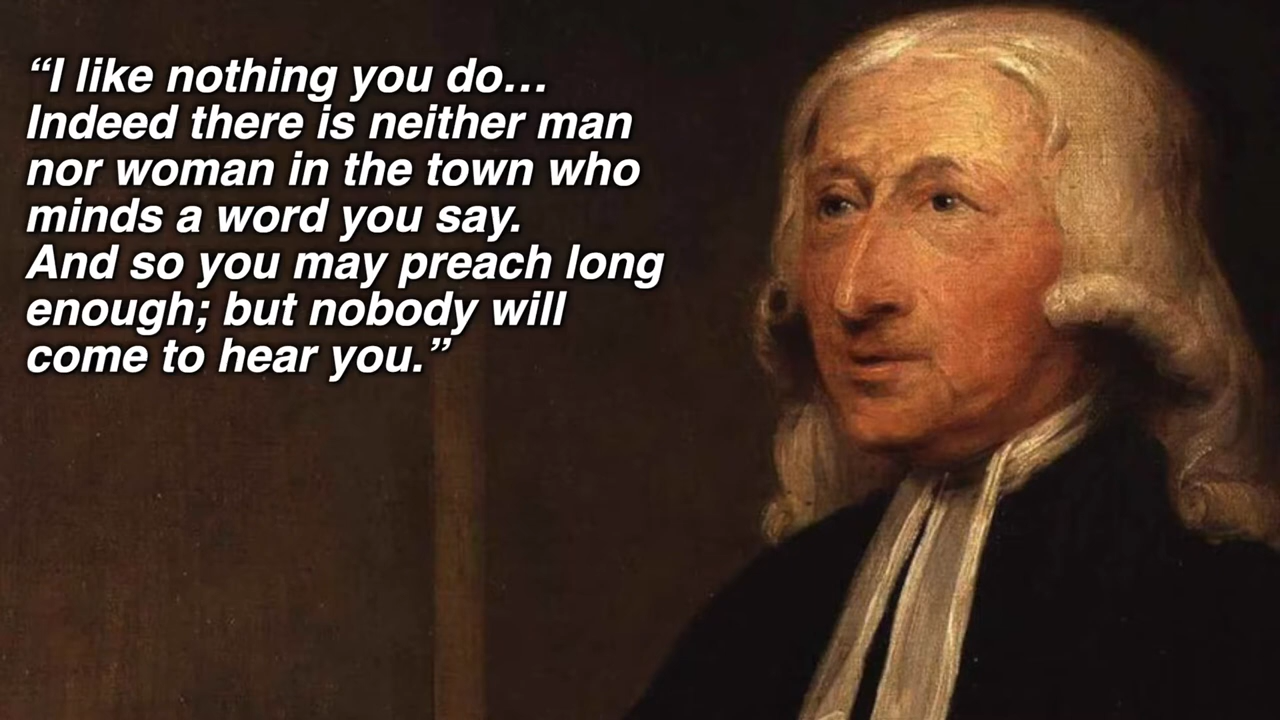 “I like nothing you do...
Indeed there is neither man
nor woman in the town who
minds a word you say.
And so you may preach long
enough; but nobody will
come to hear you.”